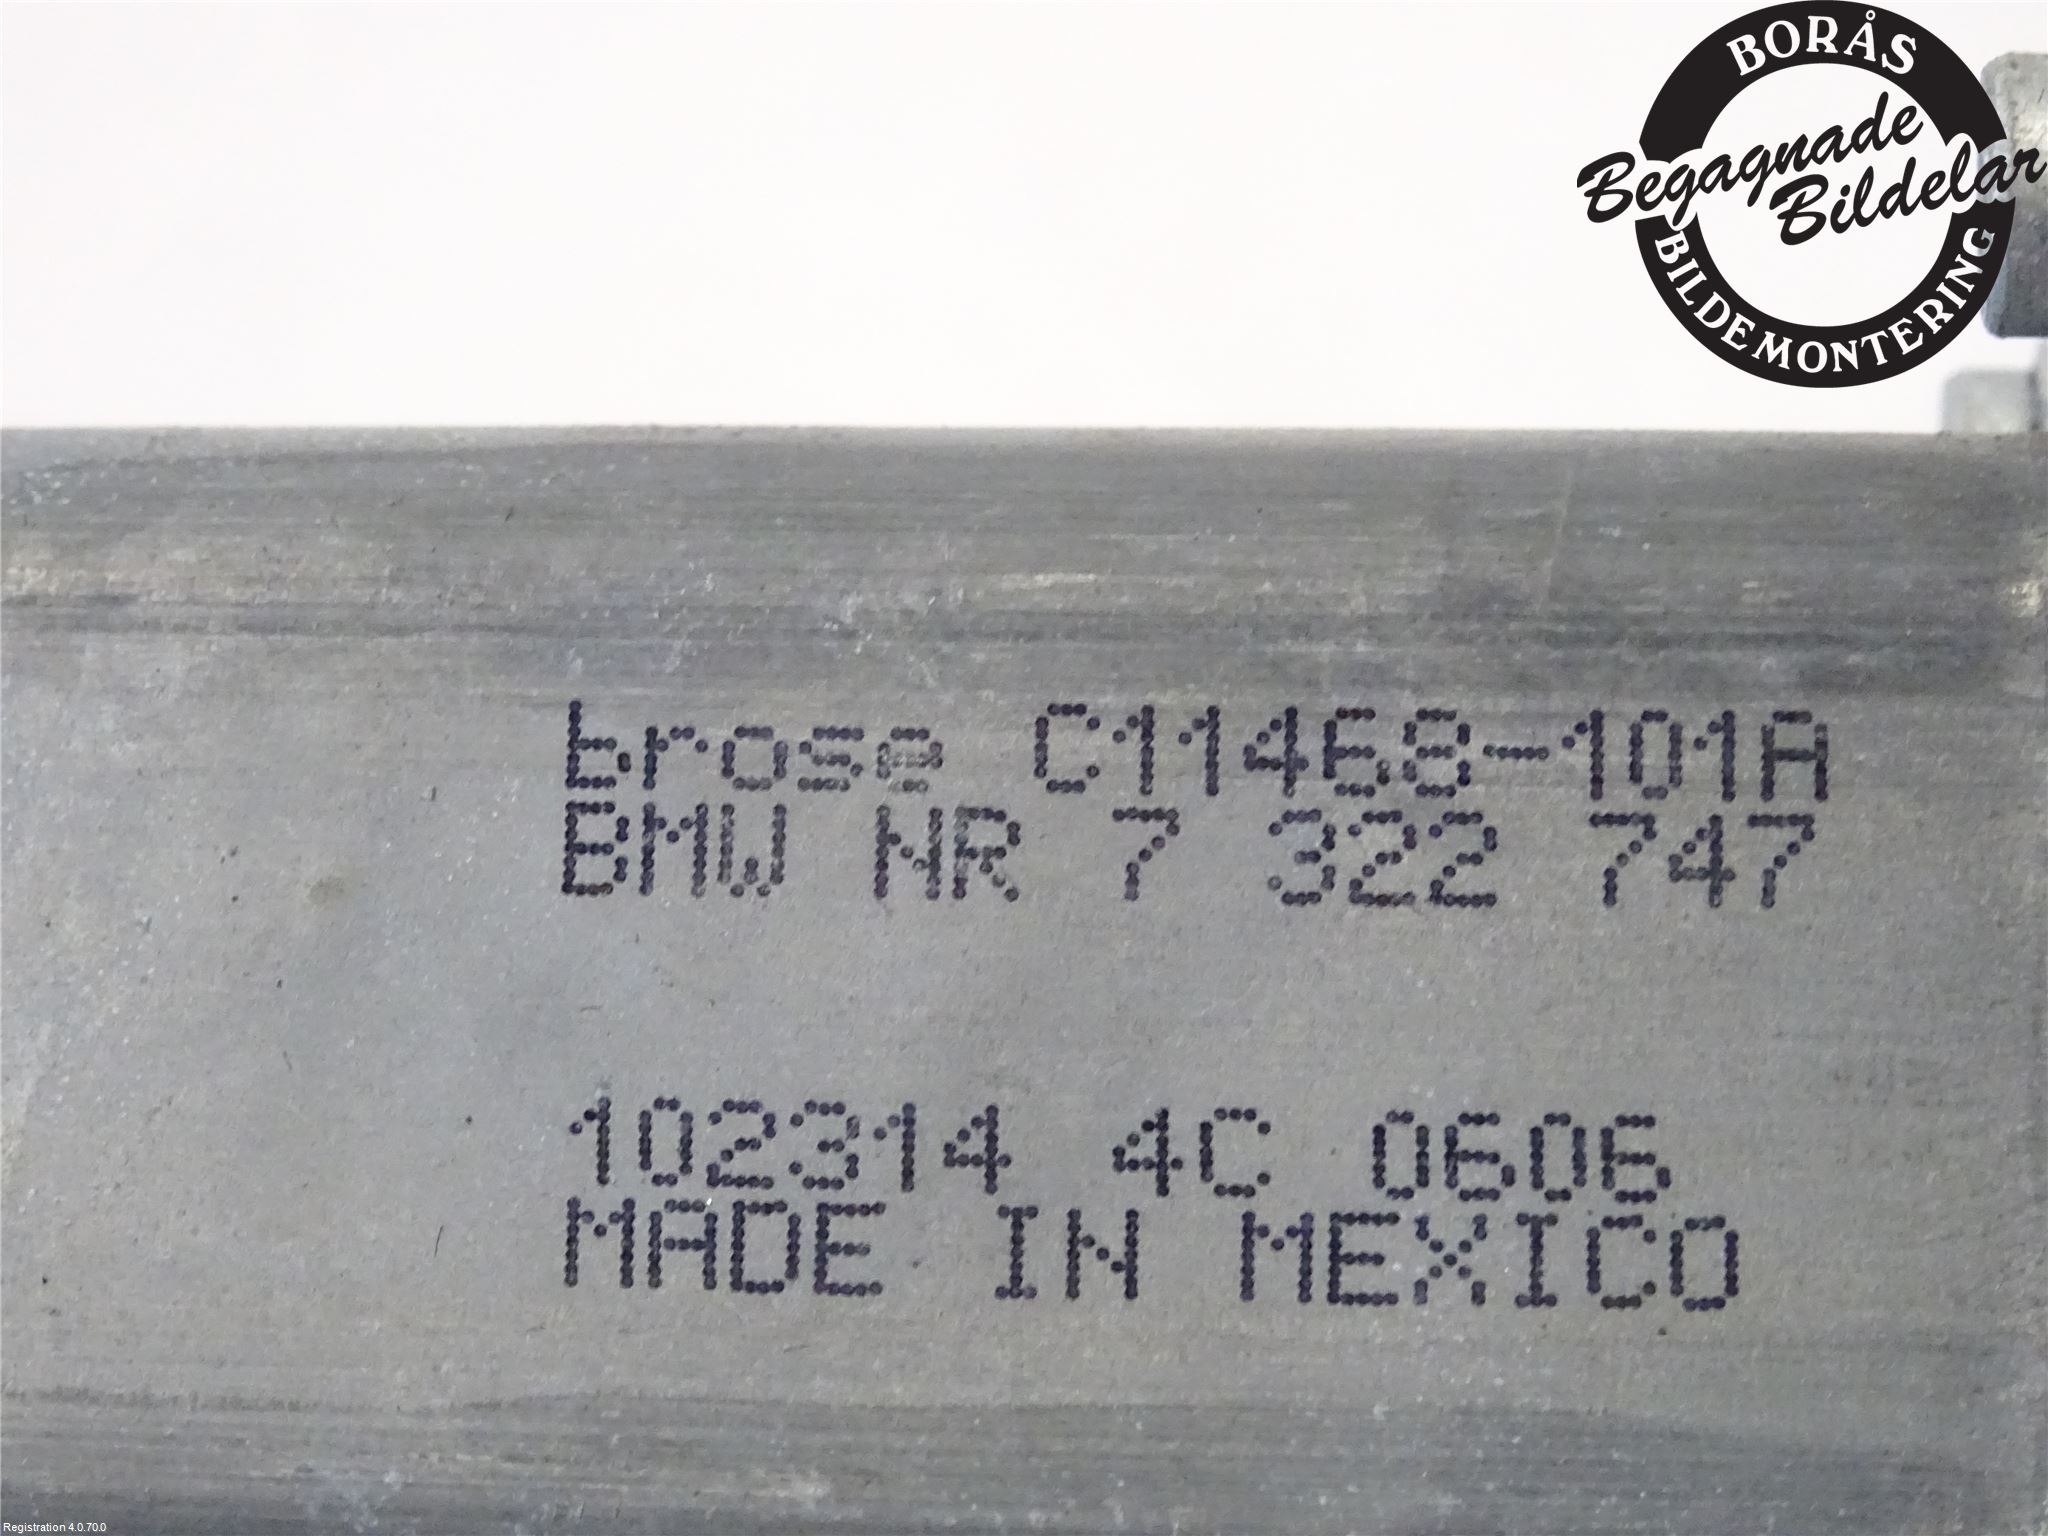 BORÅS
Begagnade
Bildelar
BILDEMONTERING
brose C11468-101A
BMW NR 7 322 747
102314 4C 0606
MADE IN MEXICO
Registration 4.0.70.0